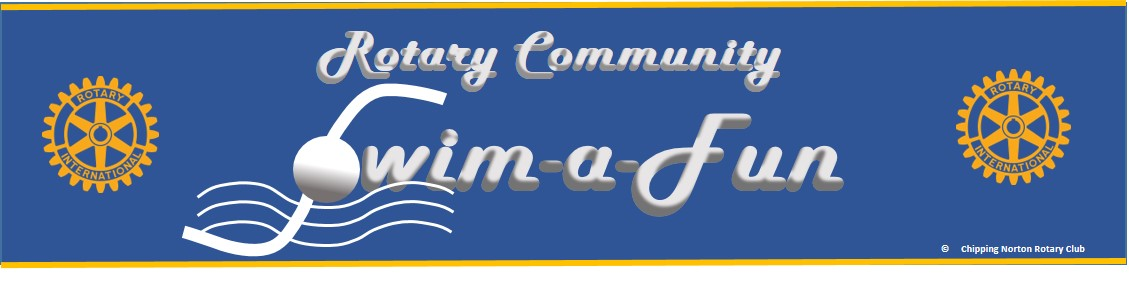 Rotary Community
Swim-a-Fun
ROTARY
INTERNATIONAL
ROTARY
INTERNATIONAL
© Chipping Norton Rotary Club